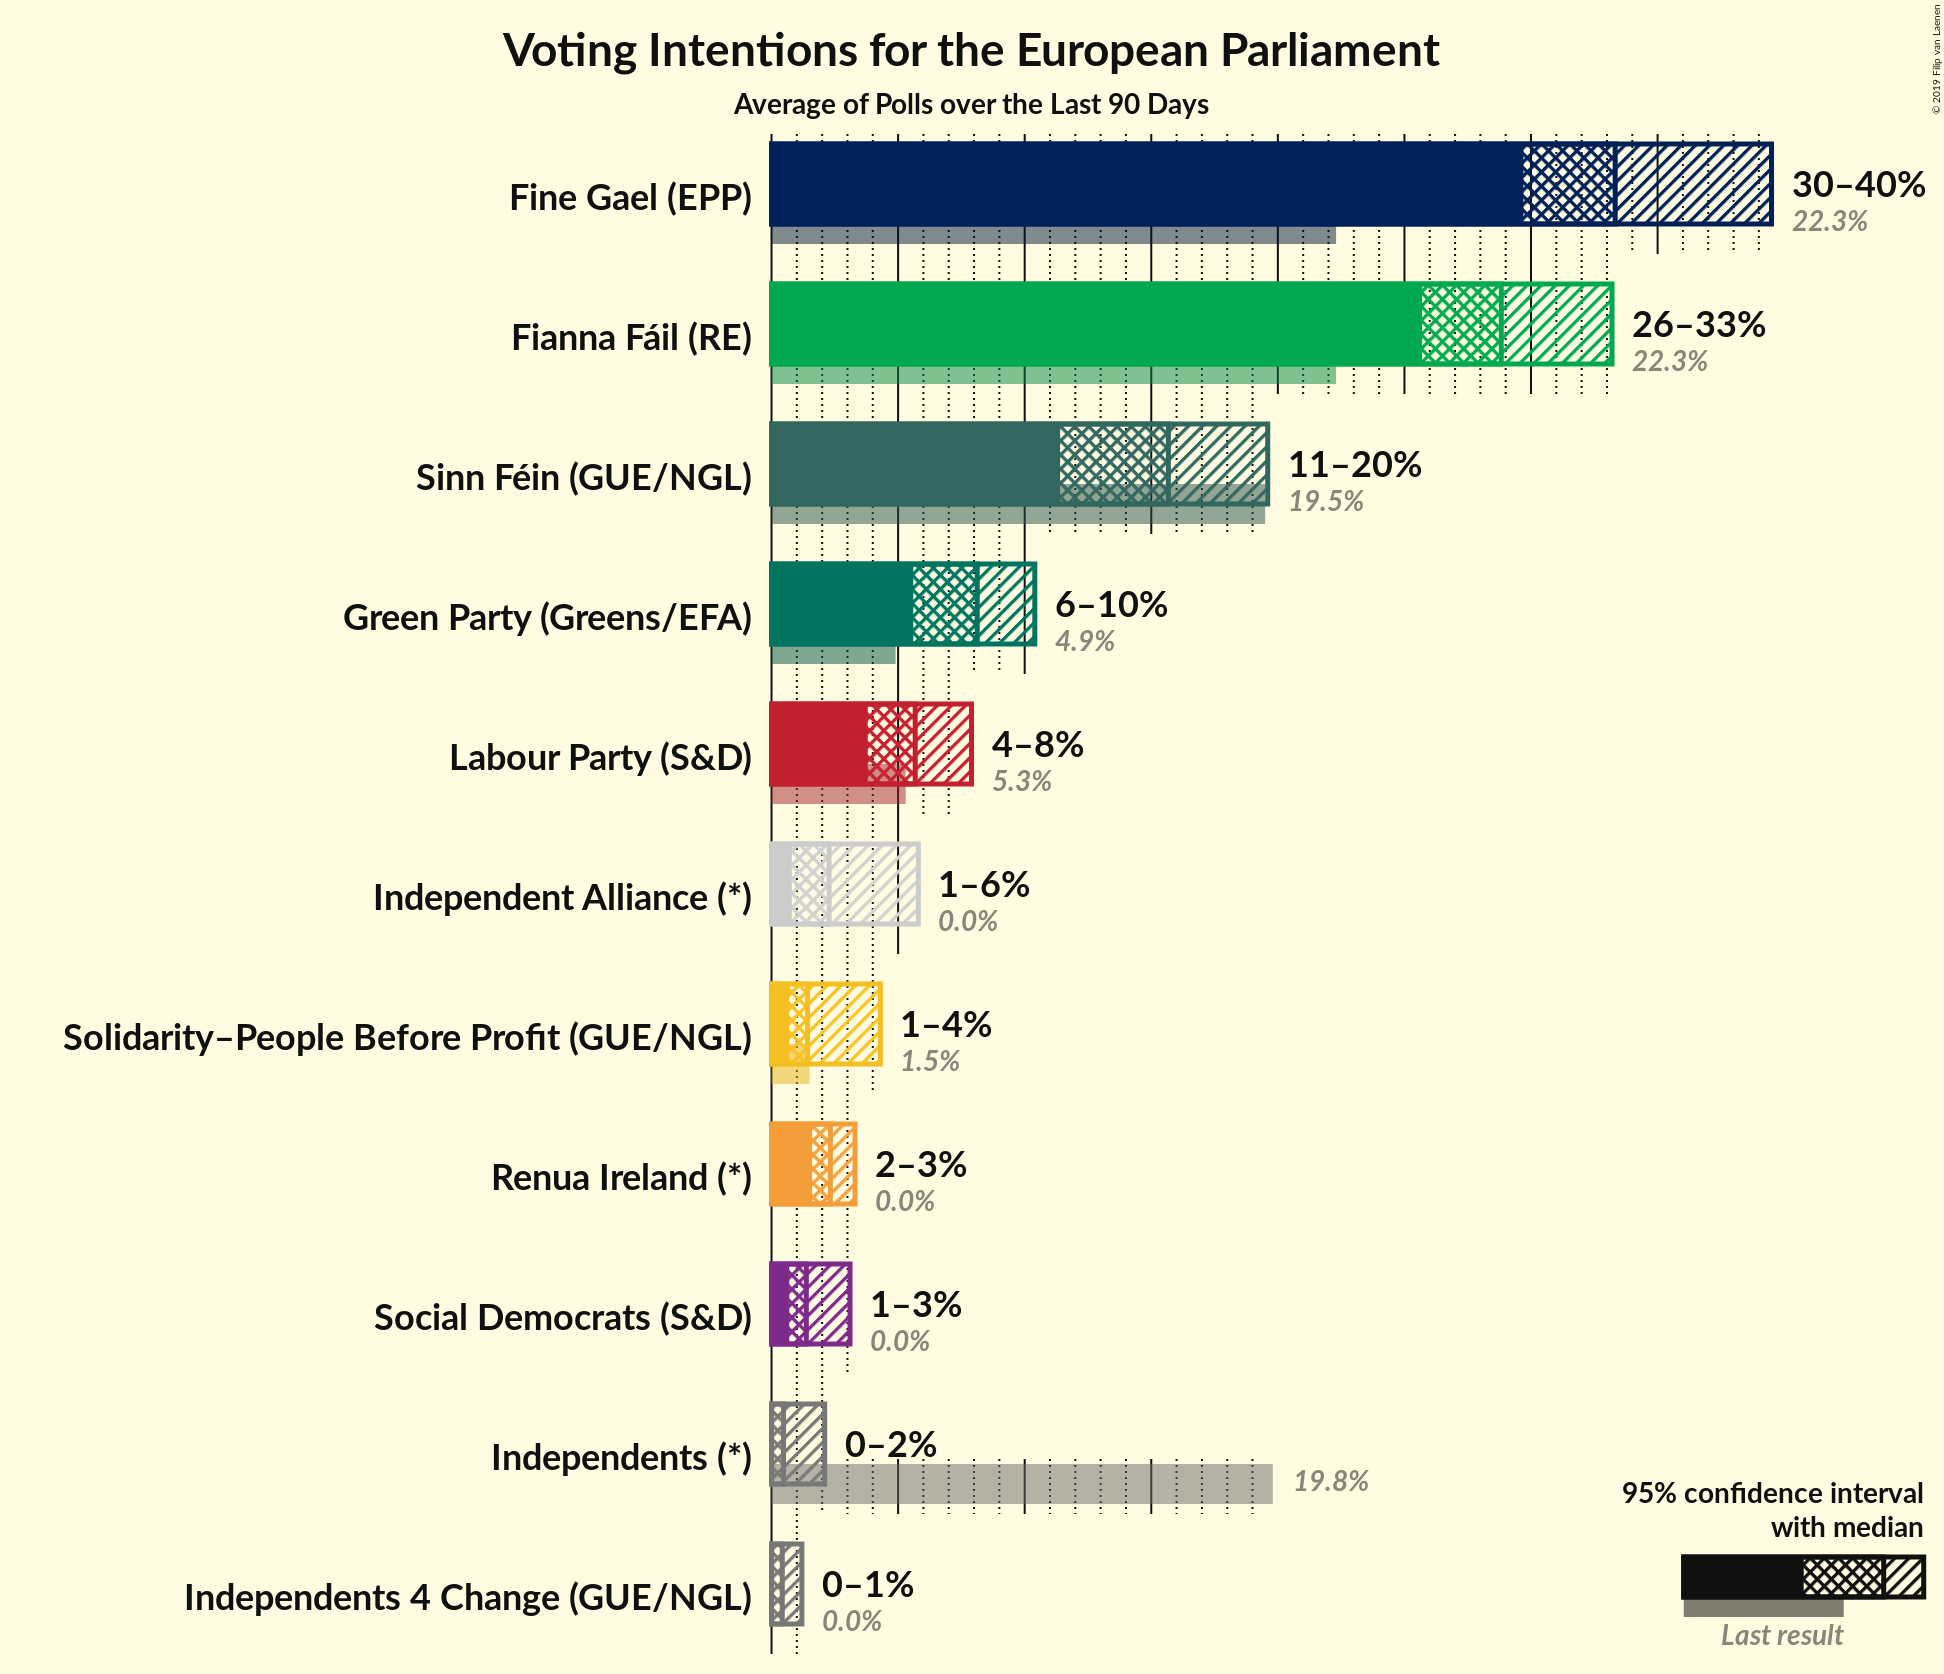 Voting Intentions for the European Parliament
Average of Polls over the Last 90 Days
© 2019 Filip van Laenen
Fine Gael (EPP)
30–40%
22.3%
Fianna Fáil (RE)
26–33%
22.3%
Sinn Féin (GUE/NGL)
11–20%
19.5%
Green Party (Greens/EFA)
6–10%
4.9%
Labour Party (S&D)
4–8%
5.3%
Independent Alliance (*)
1–6%
0.0%
Solidarity–People Before Profit (GUE/NGL)
1–4%
1.5%
Renua Ireland (*)
2–3%
0.0%
Social Democrats (S&D)
1–3%
0.0%
Independents (*)
0–2%
19.8%
Independents 4 Change (GUE/NGL)
0–1%
0.0%
95% confidence interval
with median
Last result